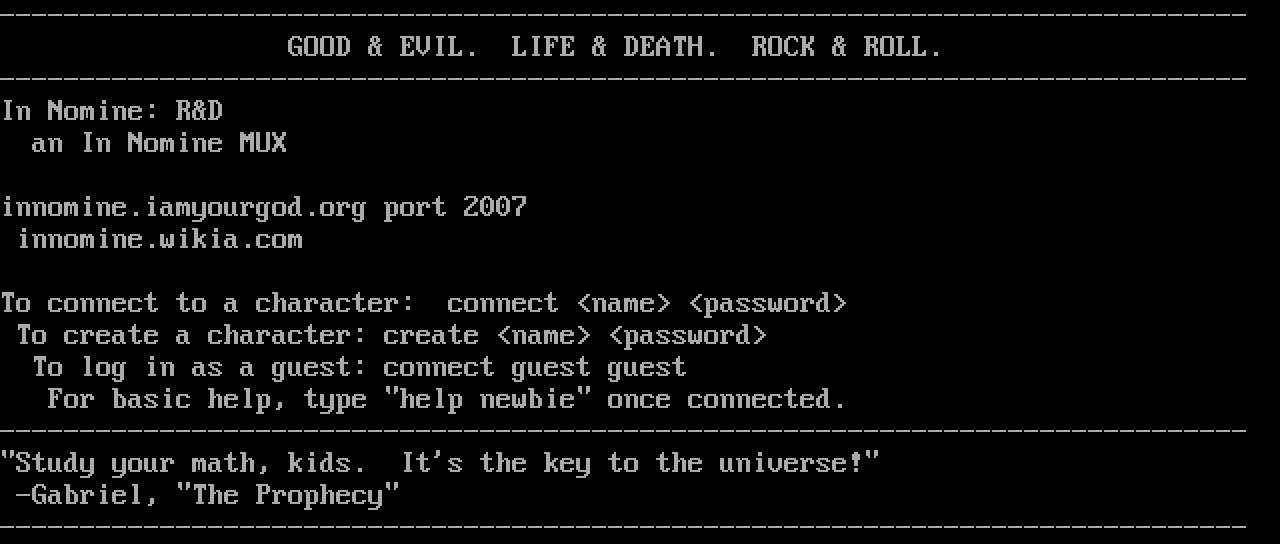 GOOD & EVIL.  LIFE & DEATH.  ROCK & ROLL.
In Nomine: R&D
an In Nomine MUX
innomine.iamyourgod.org port 2007
innomine.wikia.com
To connect to a character:  connect <name> <password>
To create a character: create <name> <password>
To log in as a guest: connect guest guest
For basic help, type "help newbie" once connected.
"Study your math, kids.  It's the key to the universe!"
-Gabriel, "The Prophecy"